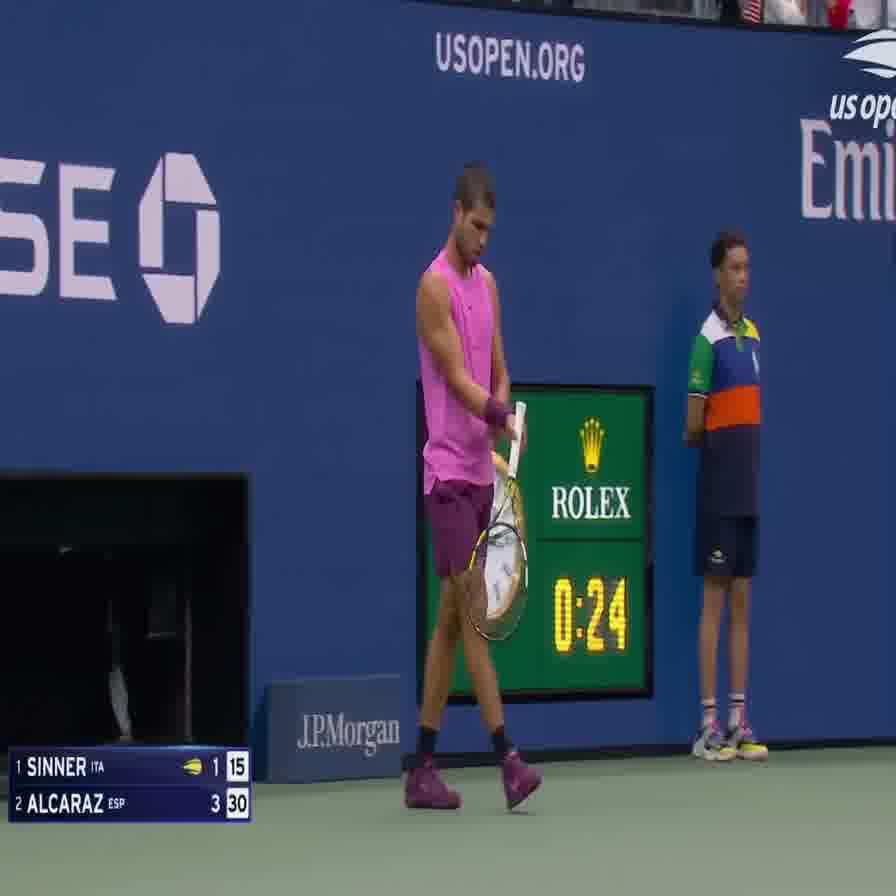 USOPEN.ORG
us ope
Emi
SE
ROLEX
0:24
J.P.Morgan
1 SINNER ITA 1 15
2 ALCARAZ ESP 3 30